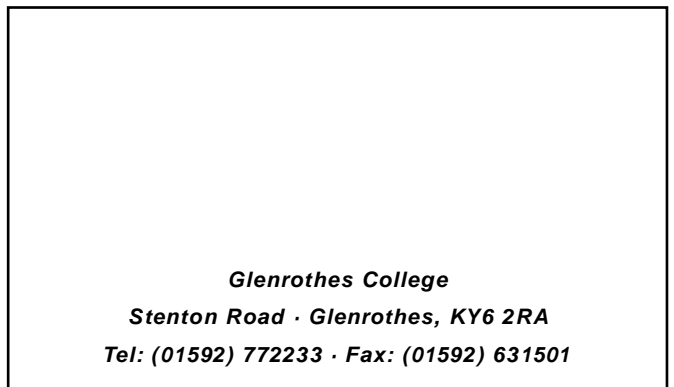 Glenrothes College
Stenton Road · Glenrothes, KY6 2RA
Tel: (01592) 772233 · Fax: (01592) 631501